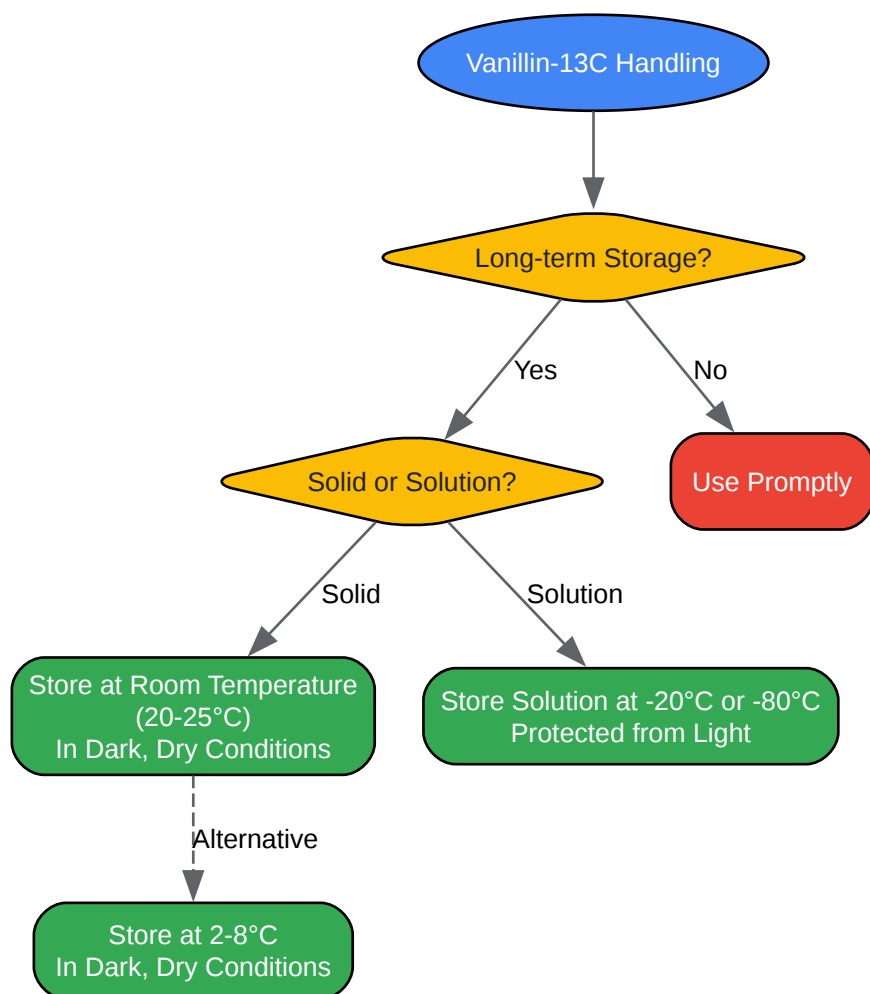 Vanillin-13C Handling
Long-term Storage?
Yes
No
Solid or Solution?
Use Promptly
Solid
Solution
Store at Room Temperature
(20-25°C)
In Dark, Dry Conditions
Store Solution at -20°C or -80°C
Protected from Light
Alternative
Store at 2-8°C
In Dark, Dry Conditions